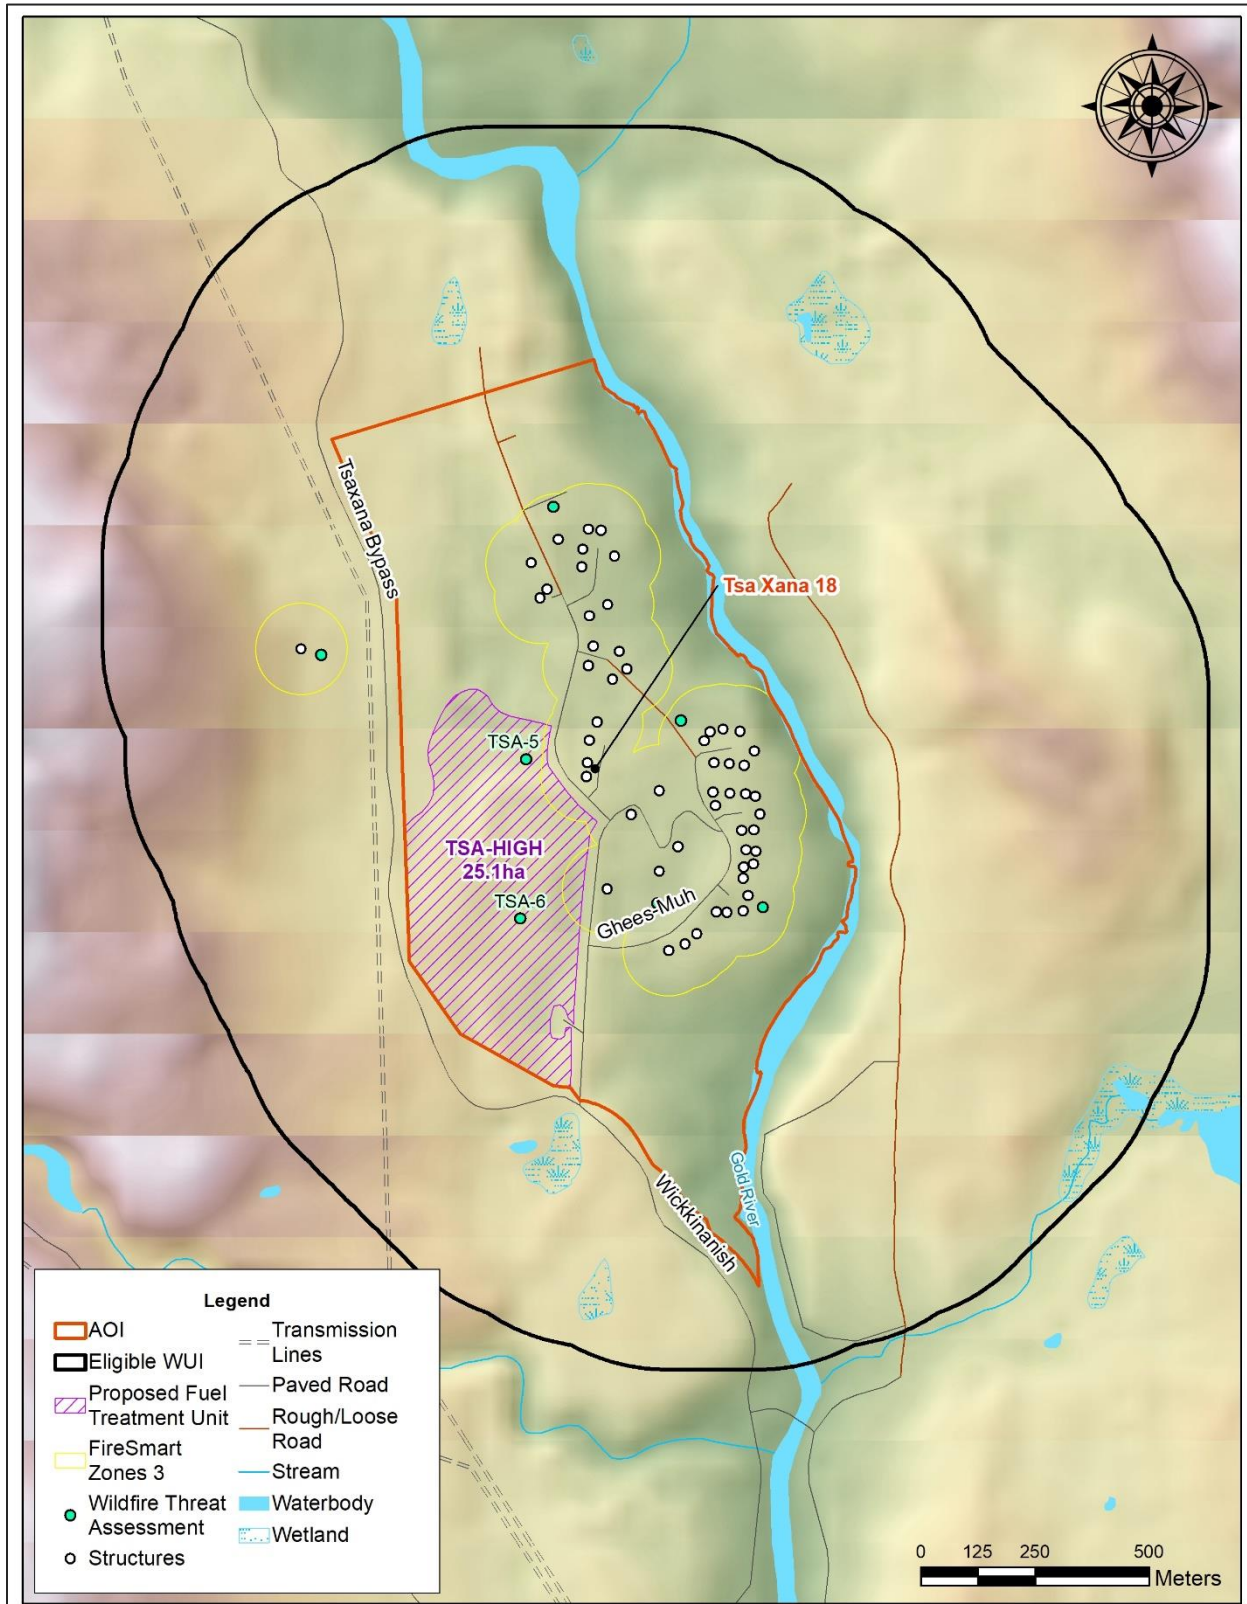 Tsaxana Bypass
Tsa Xana 18
TSA-5
TSA-HIGH
25.1ha
TSA-6
Ghees-Muh
Gold River
Wickkinanish
Legend
AOI
Eligible WUI
Proposed Fuel
Treatment Unit
FireSmart
Zones 3
Wildfire Threat
Assessment
Structures
Transmission
Lines
Paved Road
Rough/Loose
Road
Stream
Waterbody
Wetland
0 125 250 500
Meters